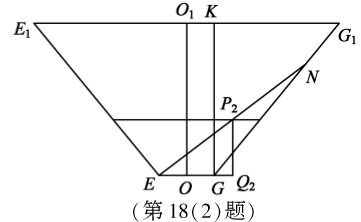 E₁ O₁ K G₁
N
P₂
E O G Q₂
(第18(2)题)